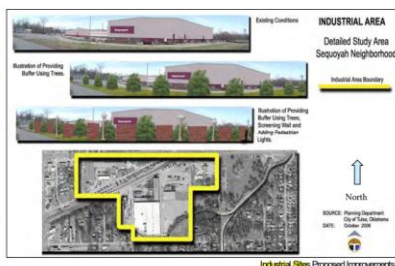 Existing Conditions
INDUSTRIAL AREA
Detailed Study Area
Sequoyah Neighborhood
Industrial Area Boundary
Illustration of Providing
Buffer Using Trees.
Illustration of Providing
Buffer Using Trees,
Screening Wall and
Adding Pedestrian
Lights.
North
SOURCE: Planning Department
City of Tulsa, Oklahoma
DATE: October 2006
Industrial Sites Proposed Improvements